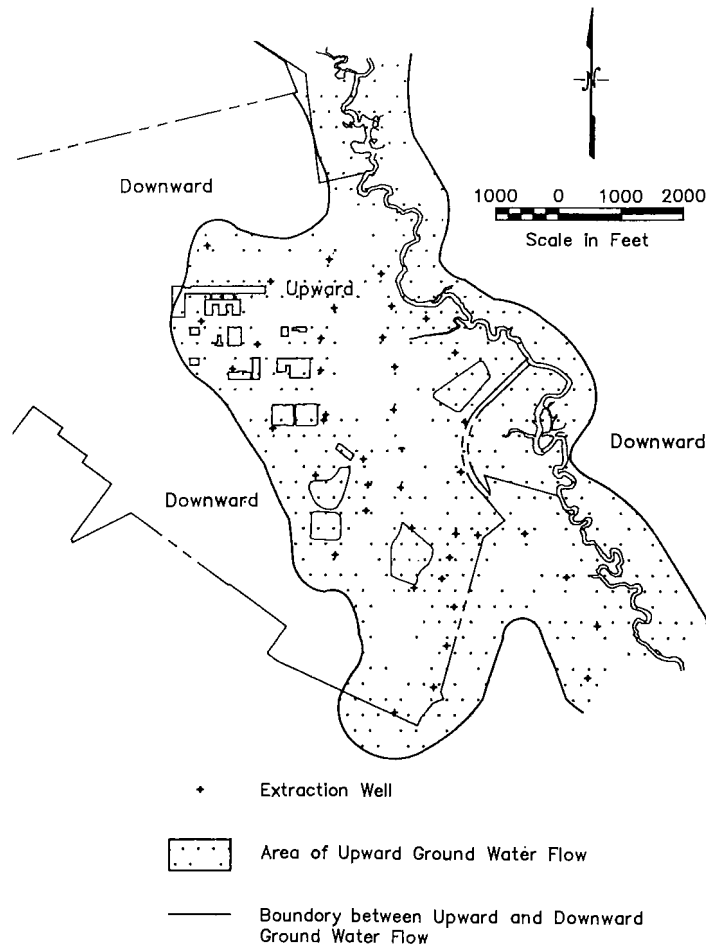 N
Downward
1000 0 1000 2000
Scale in Feet
Upward
Downward
Downward
Extraction Well
Area of Upward Ground Water Flow
Boundary between Upward and Downward
Ground Water Flow